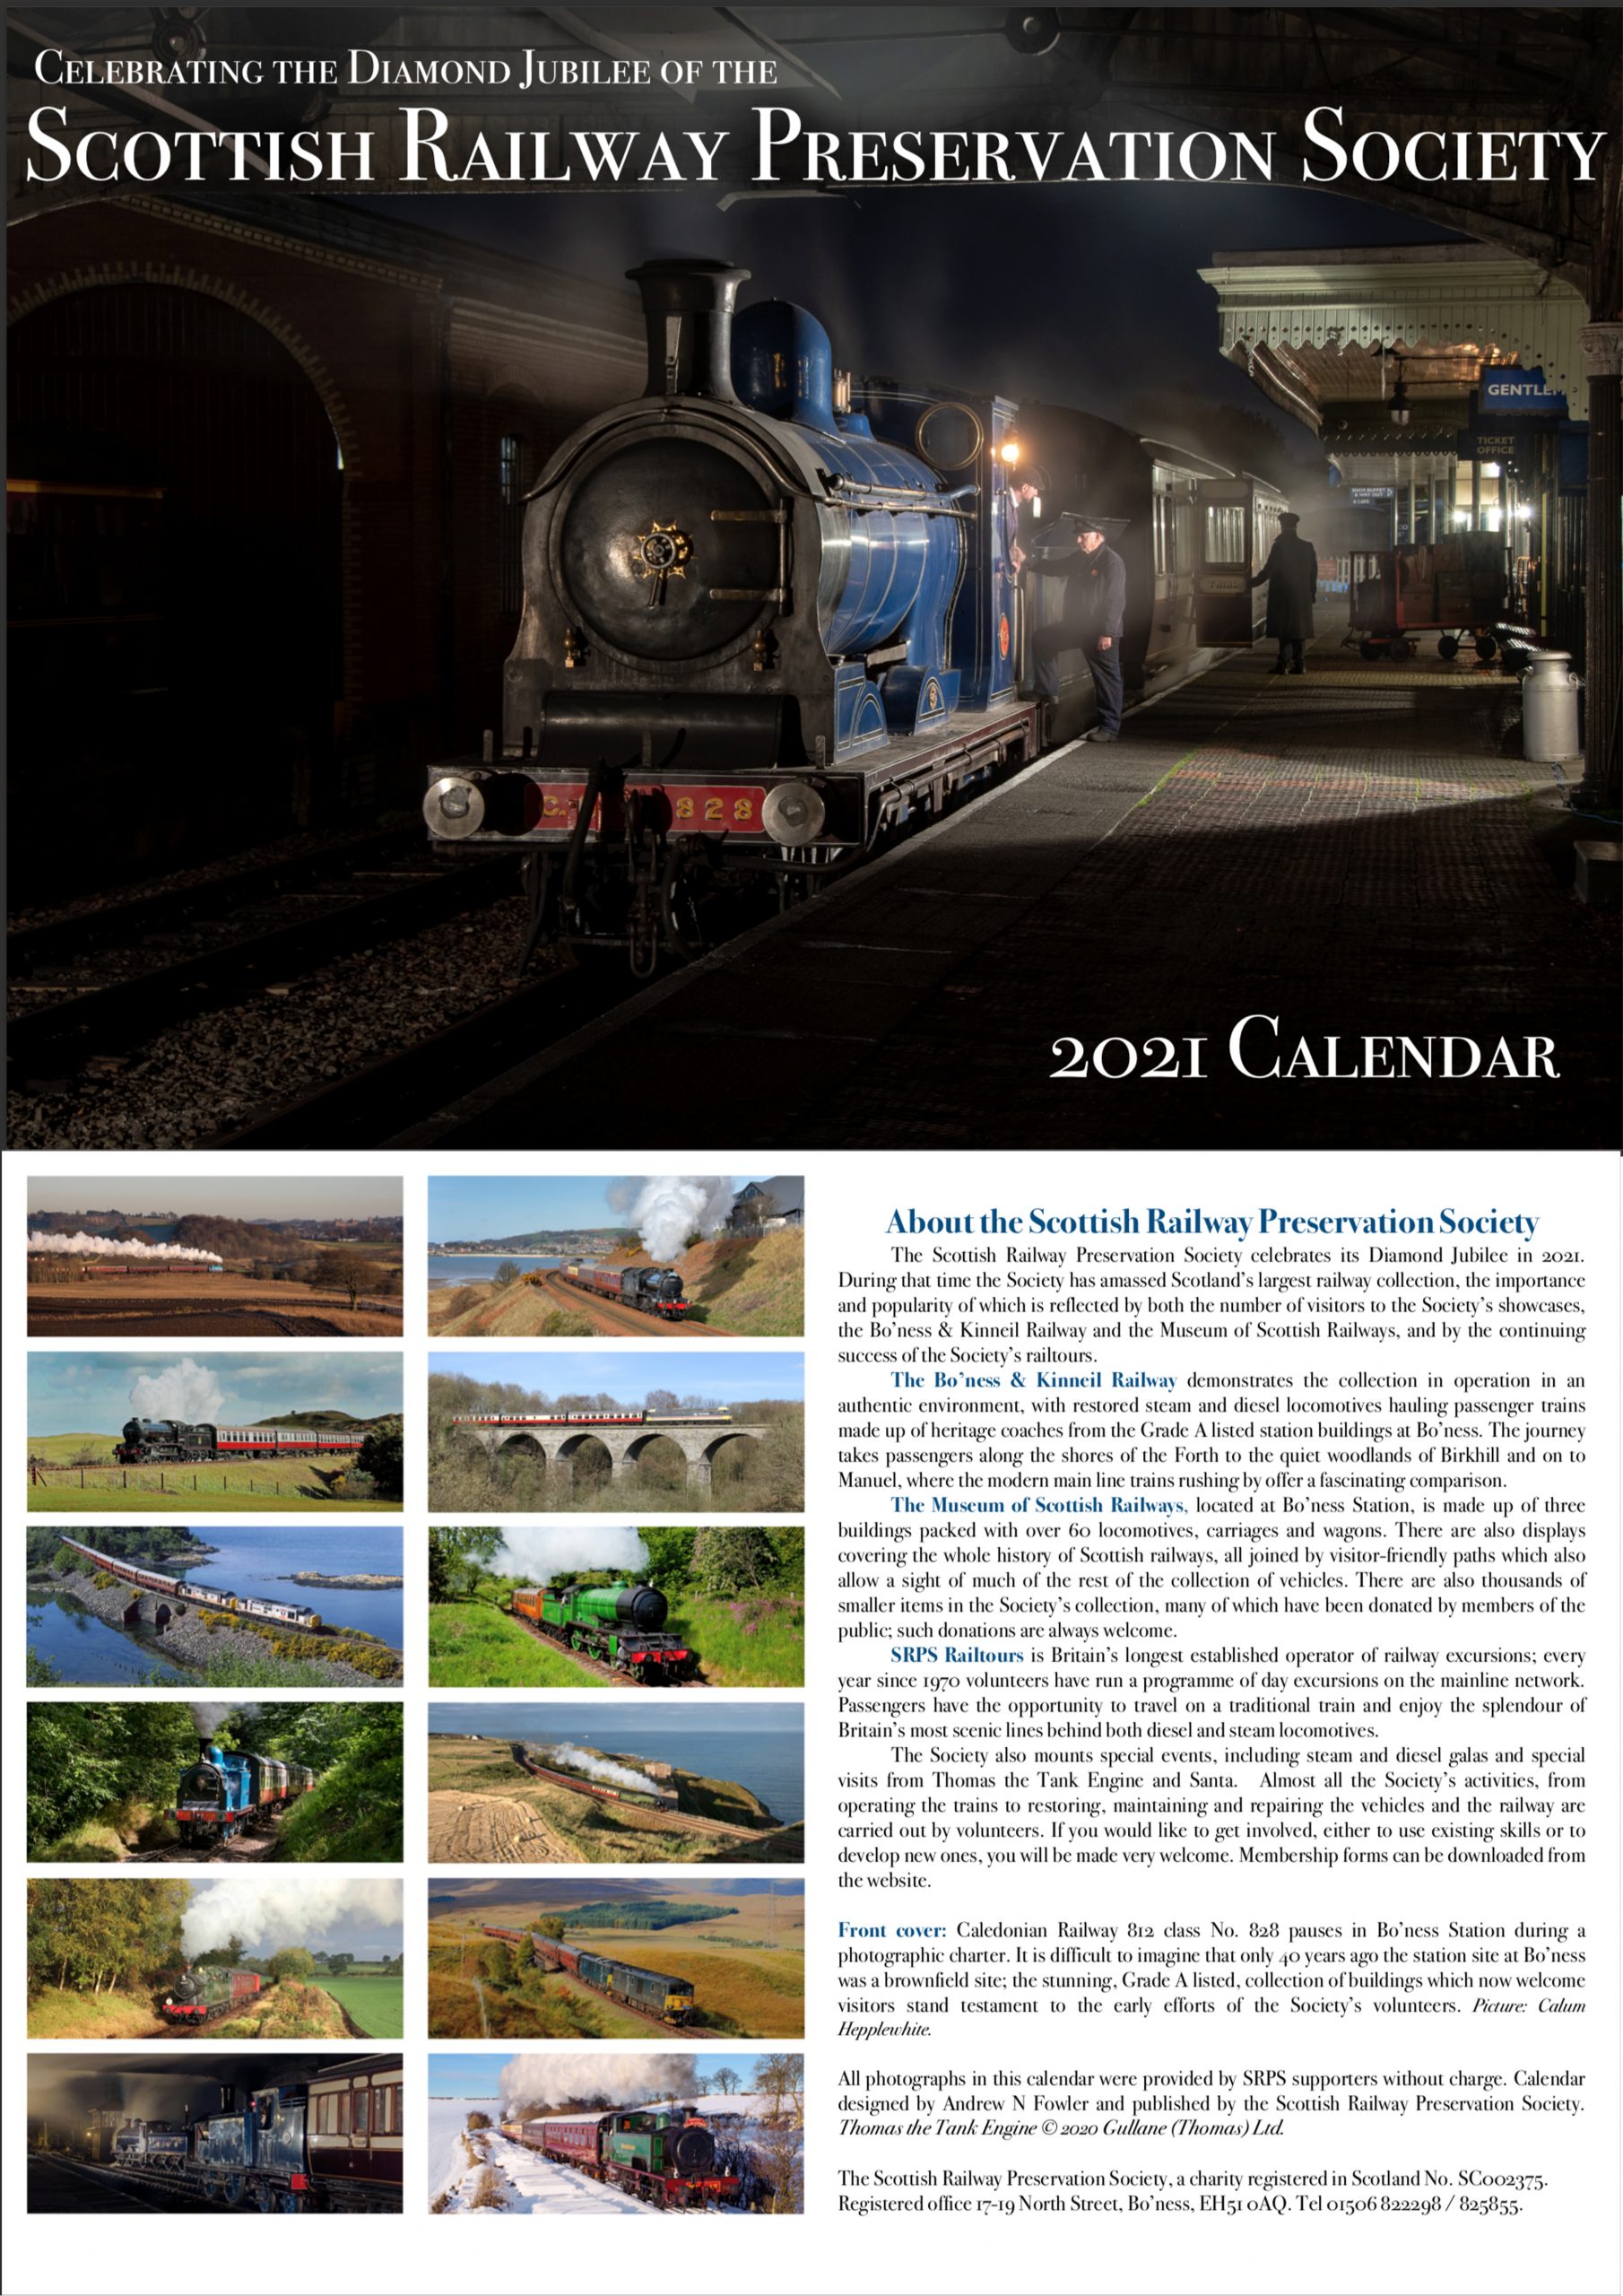 Celebrating the Diamond Jubilee of the
Scottish Railway Preservation Society
GENTLEM
TICKET
OFFICE
THIRD
828
2021 Calendar
About the Scottish Railway Preservation Society
The Scottish Railway Preservation Society celebrates its Diamond Jubilee in 2021.
During that time the Society has amassed Scotland's largest railway collection, the importance
and popularity of which is reflected by both the number of visitors to the Society's showcases,
the Bo'ness & Kinneil Railway and the Museum of Scottish Railways, and by the continuing
success of the Society's railtours.
The Bo'ness & Kinneil Railway demonstrates the collection in operation in an
authentic environment, with restored steam and diesel locomotives hauling passenger trains
made up of heritage coaches from the Grade A listed station buildings at Bo'ness. The journey
takes passengers along the shores of the Forth to the quiet woodlands of Birkhill and on to
Manuel, where the modern main line trains rushing by offer a fascinating comparison.
The Museum of Scottish Railways, located at Bo'ness Station, is made up of three
buildings packed with over 60 locomotives, carriages and wagons. There are also displays
covering the whole history of Scottish railways, all joined by visitor-friendly paths which also
allow a sight of much of the rest of the collection of vehicles. There are also thousands of
smaller items in the Society's collection, many of which have been donated by members of the
public; such donations are always welcome.
SRPS Railtours is Britain's longest established operator of railway excursions; every
year since 1970 volunteers have run a programme of day excursions on the mainline network.
Passengers have the opportunity to travel on a traditional train and enjoy the splendour of
Britain's most scenic lines behind both diesel and steam locomotives.
The Society also mounts special events, including steam and diesel galas and special
visits from Thomas the Tank Engine and Santa. Almost all the Society's activities, from
operating the trains to restoring, maintaining and repairing the vehicles and the railway are
carried out by volunteers. If you would like to get involved, either to use existing skills or to
develop new ones, you will be made very welcome. Membership forms can be downloaded from
the website.
Front cover: Caledonian Railway 812 class No. 828 pauses in Bo'ness Station during a
photographic charter. It is difficult to imagine that only 40 years ago the station site at Bo'ness
was a brownfield site; the stunning, Grade A listed, collection of buildings which now welcome
visitors stand testament to the early efforts of the Society's volunteers. Picture: Calum
Hepplewhite.
All photographs in this calendar were provided by SRPS supporters without charge. Calendar
designed by Andrew N Fowler and published by the Scottish Railway Preservation Society.
Thomas the Tank Engine © 2020 Gullane (Thomas) Ltd.
The Scottish Railway Preservation Society, a charity registered in Scotland No. SC002375.
Registered office 17-19 North Street, Bo'ness, EH51 0AQ. Tel 01506 822298 / 825855.